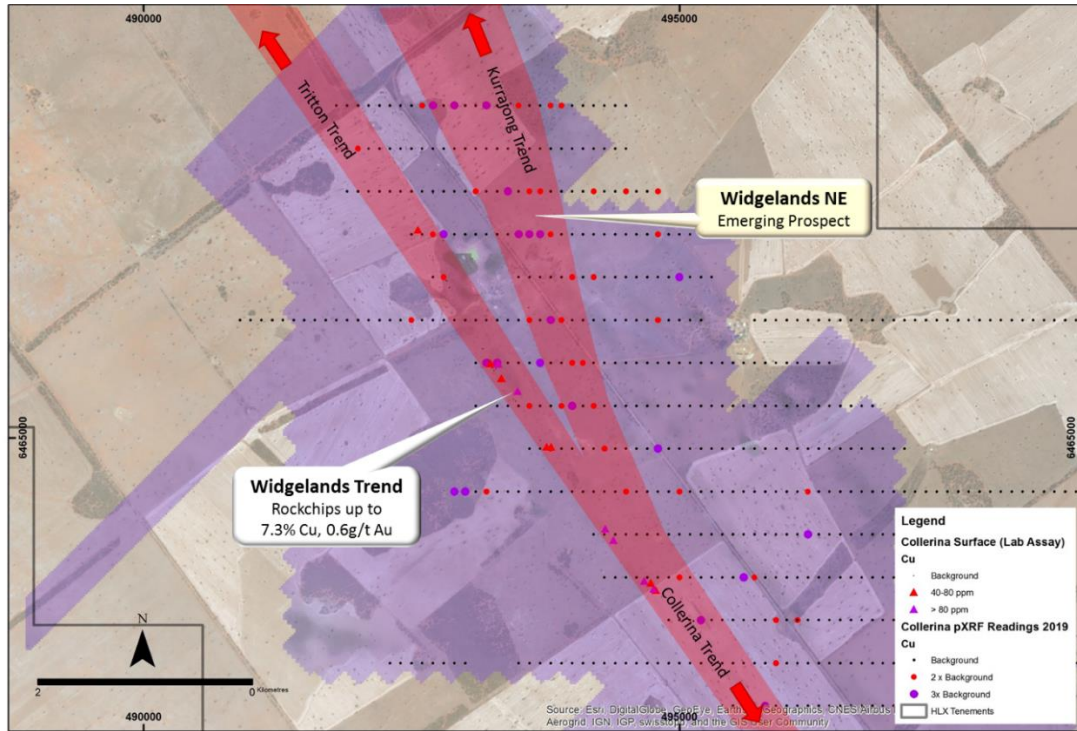 490000
495000
Tritton Trend
Kurrajong Trend
Widgelands NE
Emerging Prospect
6465000
6465000
Widgelands Trend
Rockchips up to
7.3% Cu, 0.6g/t Au
Collerina Trend
Legend
Collerina Surface (Lab Assay)
Cu
Background
40-80 ppm
> 80 ppm
Collerina pXRF Readings 2019
Cu
Background
2 x Background
3x Background
HLX Tenements
N
2
0
Kilometres
490000
495000
Source: Esri, DigitalGlobe, GeoEye, Earthstar Geographics, CNES/Airbus
Aerogrid, IGN, IGP, swisstopo, and the GIS User Community